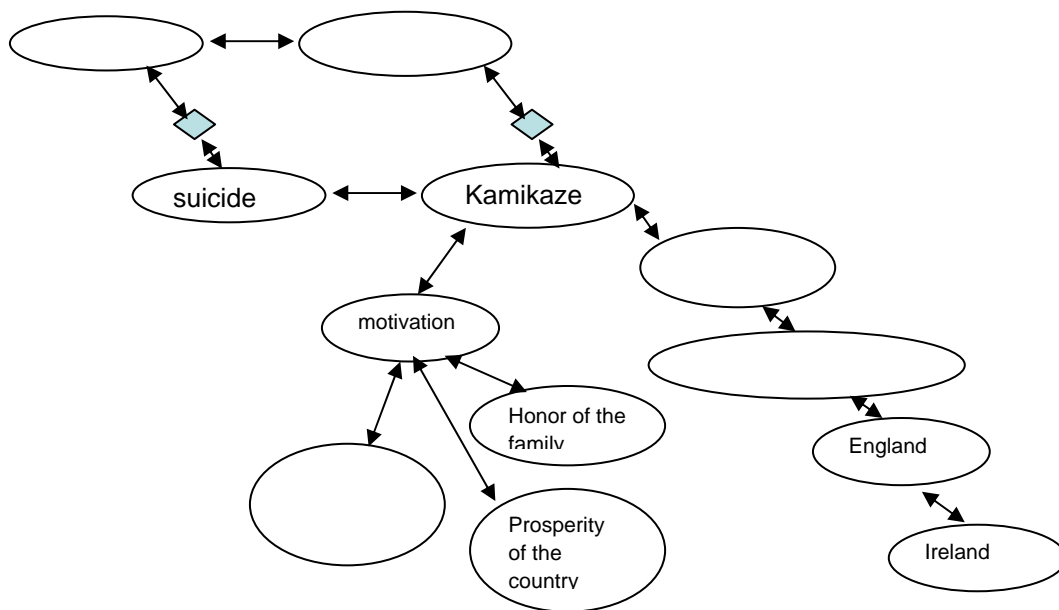 suicide
Kamikaze
motivation
Honor of the
family
England
Prosperity
of the
country
Ireland